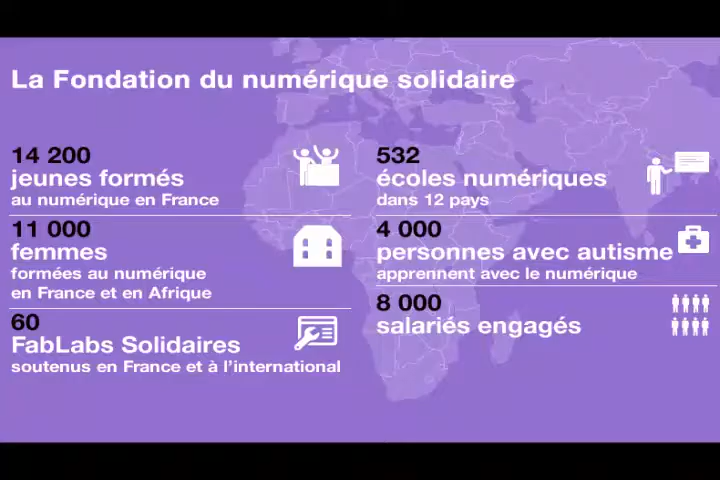 La Fondation du numérique solidaire
14 200
jeunes formés
au numérique en France
11 000
femmes
formées au numérique
en France et en Afrique
60
FabLabs Solidaires
soutenus en France et à l'international
532
écoles numériques
dans 12 pays
4 000
personnes avec autisme
apprennent avec le numérique
8 000
salariés engagés